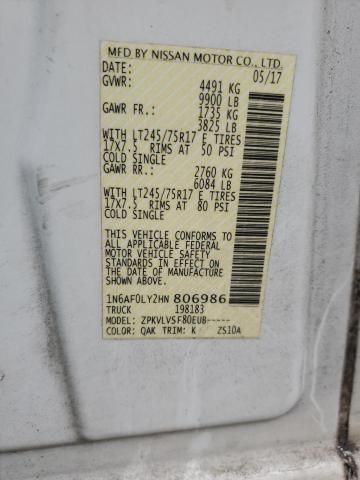 MFD BY NISSAN MOTOR CO., LTD.
DATE: 05/17
GVWR: 4491 KG
9900 LB
GAWR FR.: 1735 KG
3825 LB
WITH LT245/75R17 E TIRES
17X7.5 RIMS AT 50 PSI
COLD SINGLE
GAWR RR.: 2760 KG
6084 LB
WITH LT245/75R17 E TIRES
17X7.5 RIMS AT 80 PSI
COLD SINGLE
THIS VEHICLE CONFORMS TO
ALL APPLICABLE FEDERAL MOTOR
VEHICLE SAFETY STANDARDS IN
EFFECT ON THE DATE OF MFR
SHOWN ABOVE.
1N6AF0LY2HN 806986
TRUCK 198183
MODEL: ZPKVLVSF80EUB-----
COLOR: QAK TRIM: K ZS10A